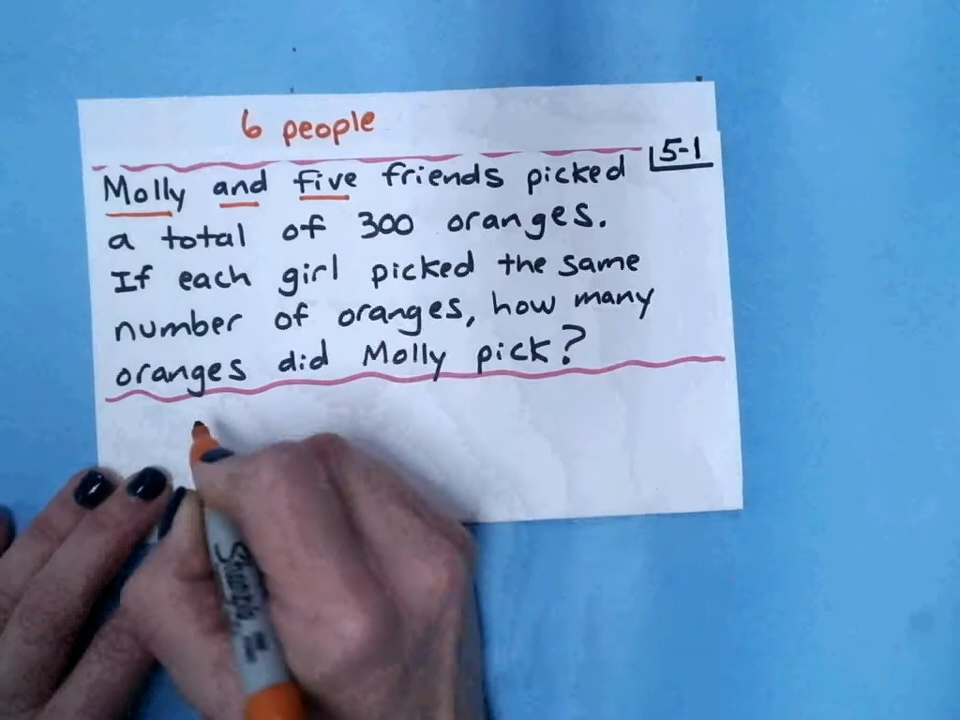 6 people
5-1
Molly and five friends picked
a total of 300 oranges.
If each girl picked the same
number of oranges, how many
oranges did Molly pick?
Sharpie